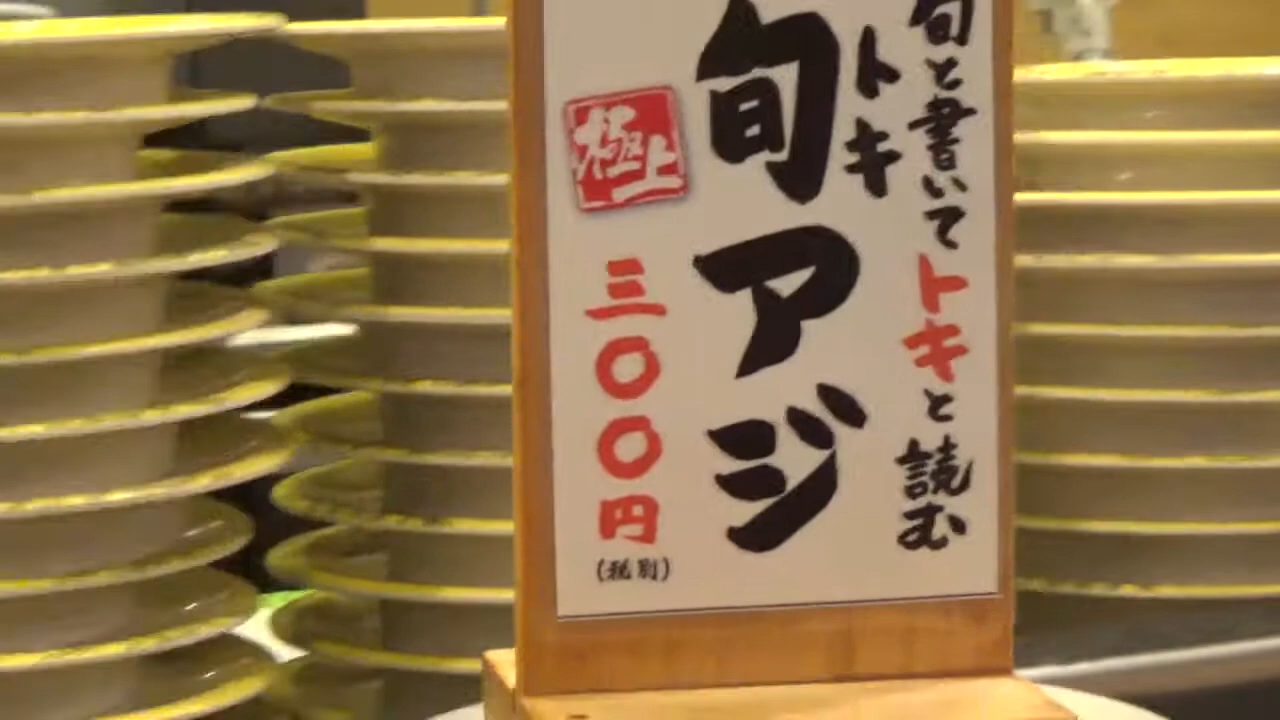 旬と書いてトキと読む
トキ
旬アジ
極上
三〇〇円
(税別)